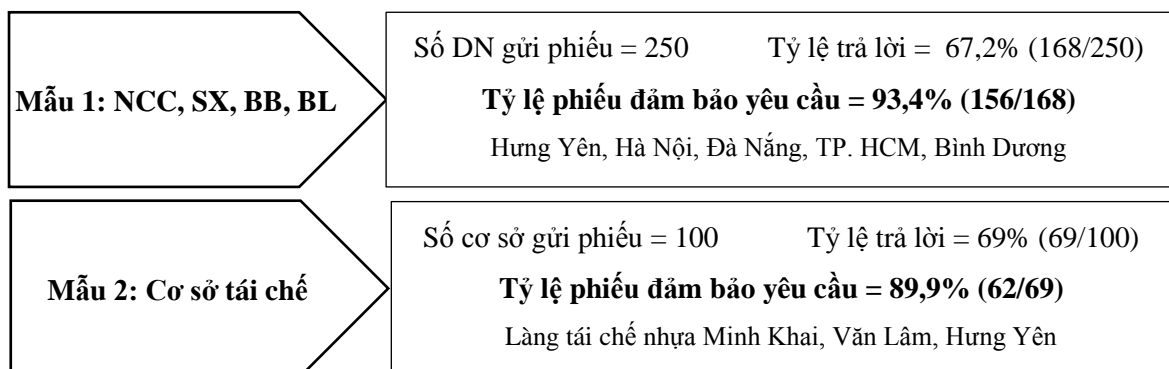 Mẫu 1: NCC, SX, BB, BL
Số DN gửi phiếu = 250 Tỷ lệ trả lời = 67,2% (168/250)
Tỷ lệ phiếu đảm bảo yêu cầu = 93,4% (156/168)
Hưng Yên, Hà Nội, Đà Nắng, TP. HCM, Bình Dương
Mẫu 2: Cơ sở tái chế
Số cơ sở gửi phiếu = 100 Tỷ lệ trả lời = 69% (69/100)
Tỷ lệ phiếu đảm bảo yêu cầu = 89,9% (62/69)
Làng tái chế nhựa Minh Khai, Văn Lâm, Hưng Yên